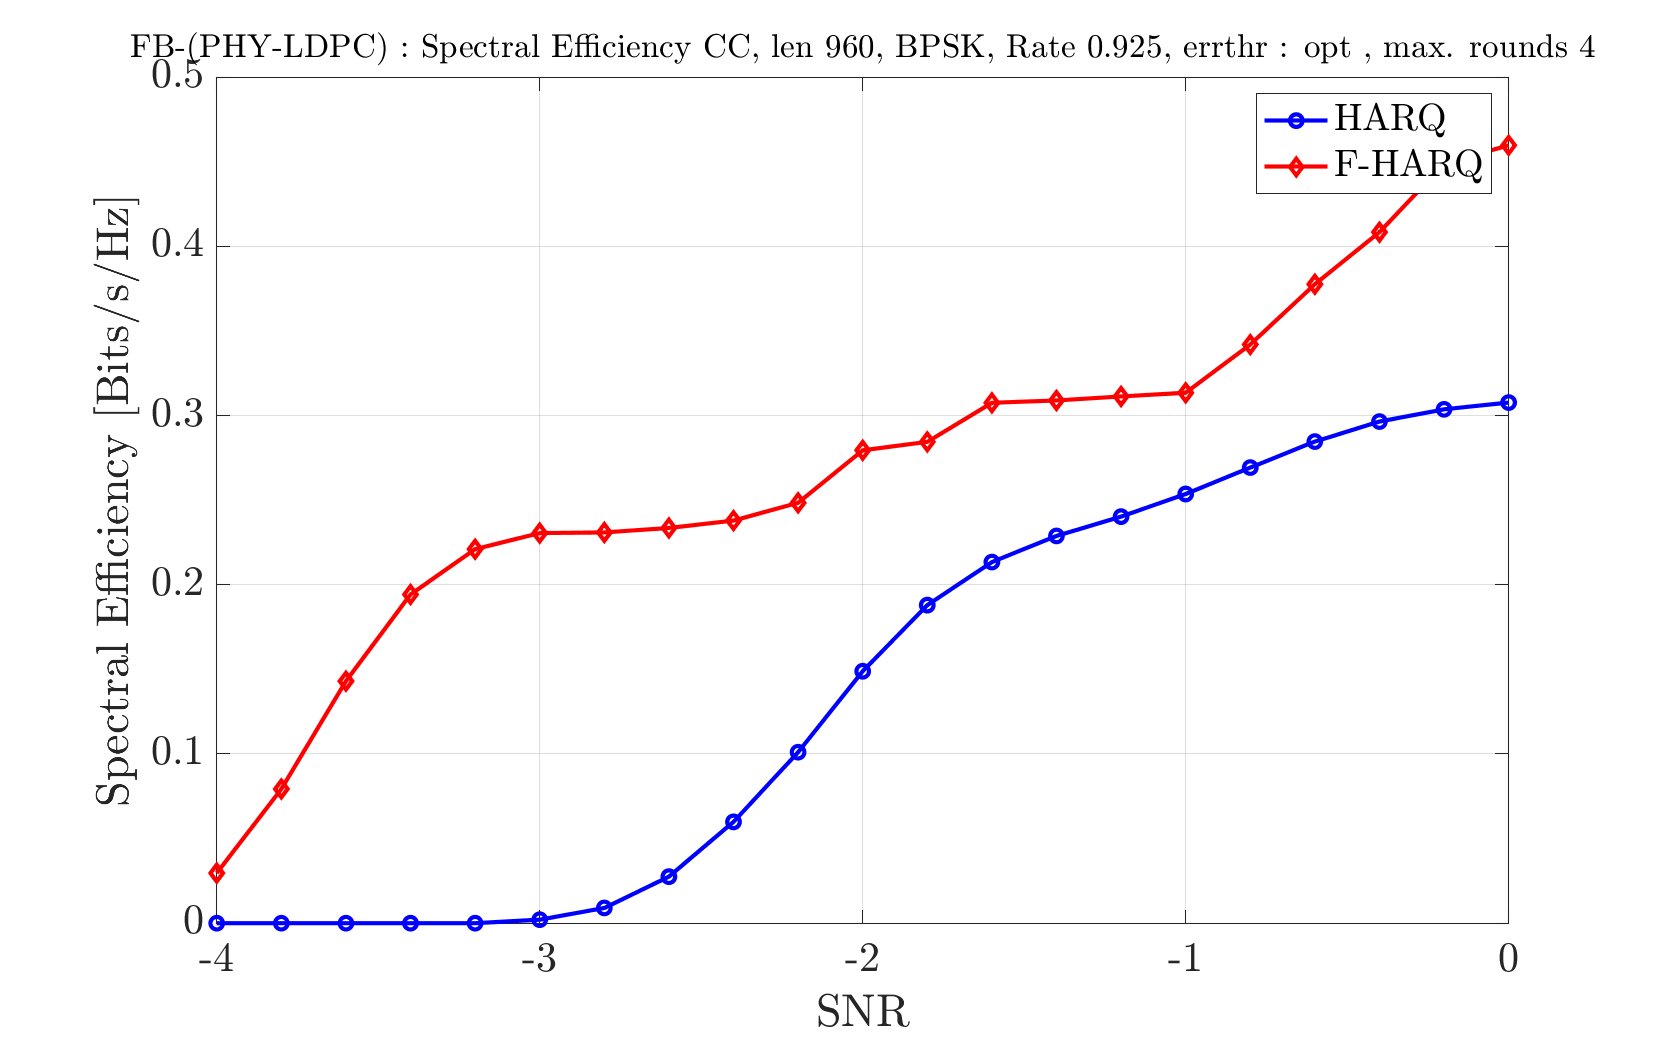 FB-(PHY-LDPC) : Spectral Efficiency CC, len 960, BPSK, Rate 0.925, errthr : opt , max. rounds 4
HARQ
F-HARQ
Spectral Efficiency [Bits/s/Hz]
0.5
0.4
0.3
0.2
0.1
0
-4 -3 -2 -1 0
SNR